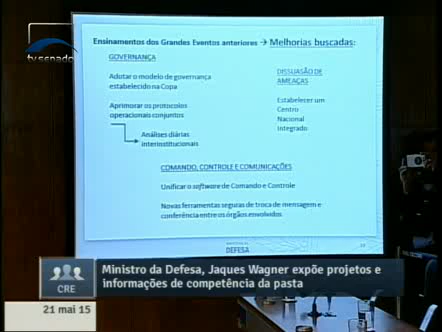 tv senado
Ensinamentos dos Grandes Eventos anteriores → Melhorias buscadas:
GOVERNANÇA
Adotar o modelo de governança
estabelecido na Copa
Aprimorar os protocolos
operacionais conjuntos
Análises diárias
interinstitucionais
DISSUASÃO DE
AMEAÇAS
Estabelecer um
Centro
Nacional
Integrado
COMANDO, CONTROLE E COMUNICAÇÕES
Unificar o software de Comando e Controle
Novas ferramentas seguras de troca de mensagem e
conferência entre os órgãos envolvidos
DEFESA
CRE
Ministro da Defesa, Jaques Wagner expõe projetos e
informações de competência da pasta
21 mai 15